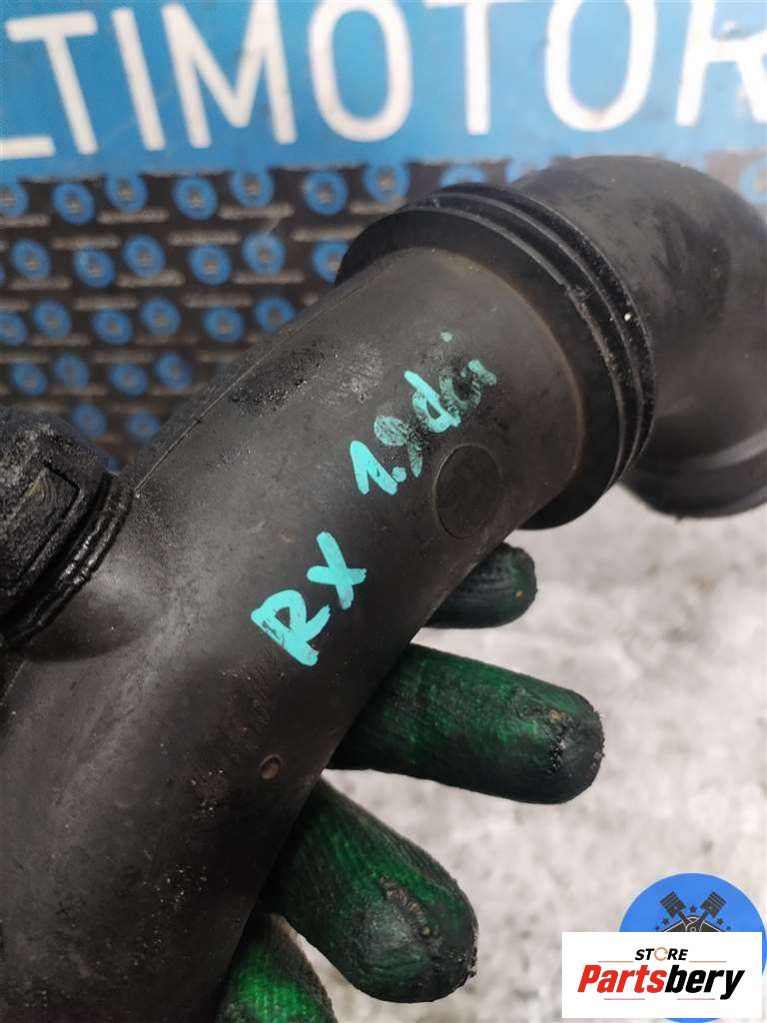 LTIMOTOR
RX 1.9dci
STORE
Partsbery